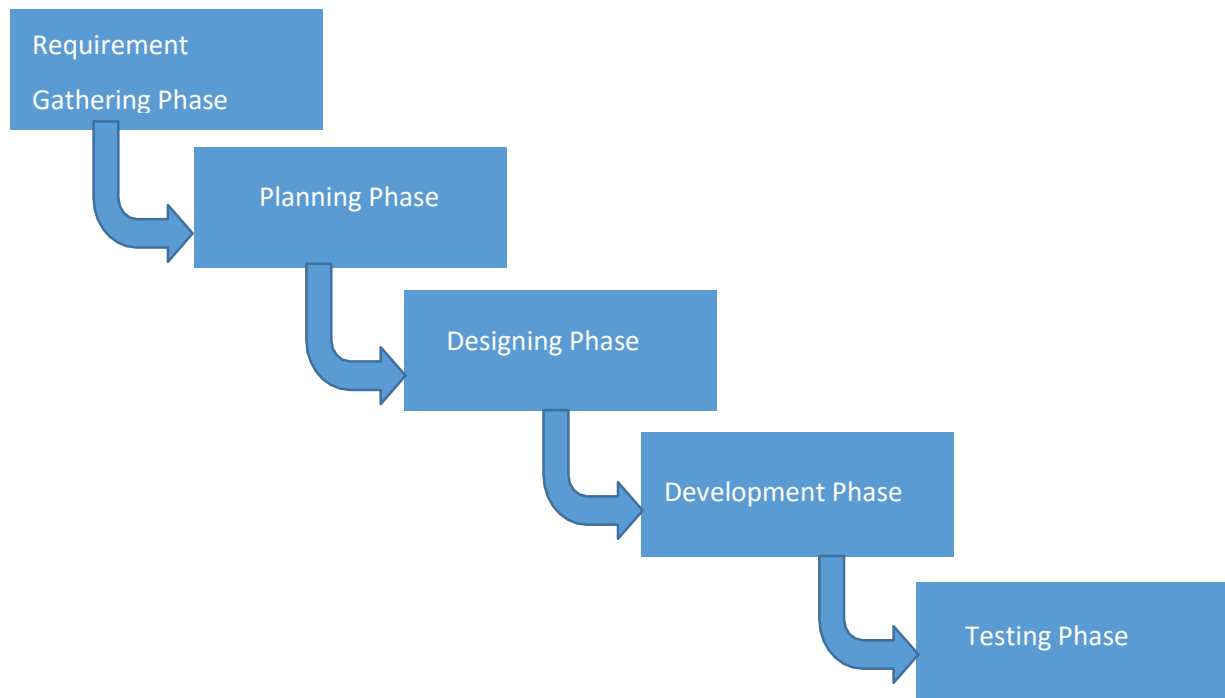 Requirement
Gathering Phase
Planning Phase
Designing Phase
Development Phase
Testing Phase